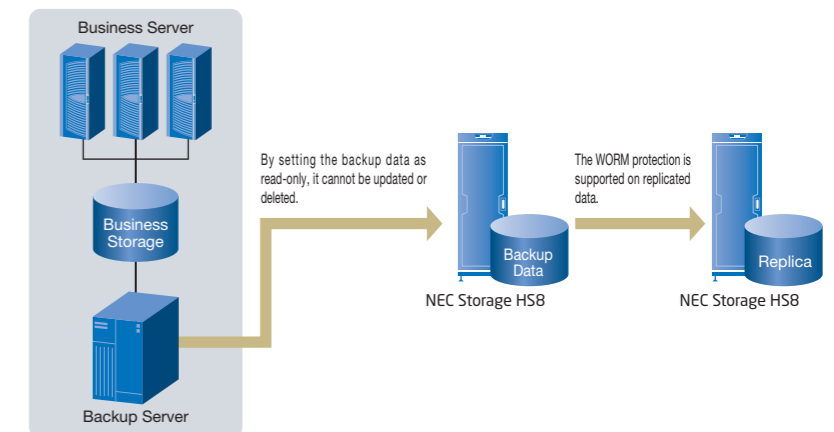 Business Server
By setting the backup data as
read-only, it cannot be updated or
deleted.
The WORM protection is
supported on replicated
data.
Business
Storage
Backup
Data
Replica
NEC Storage HS8
NEC Storage HS8
Backup Server